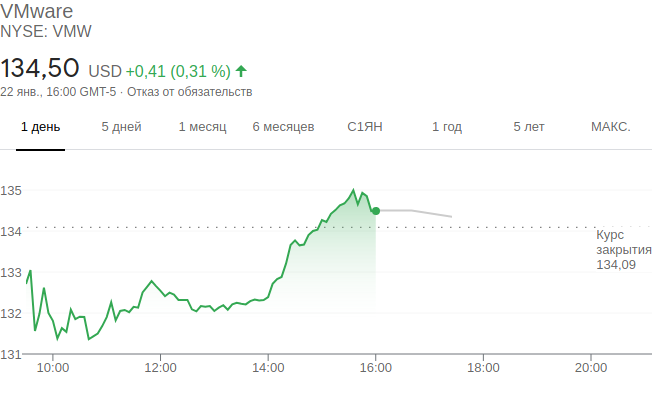 VMware
NYSE: VMW
134,50 USD +0,41 (0,31 %)
22 янв., 16:00 GMT-5 · Отказ от обязательств
1 день 5 дней 1 месяц 6 месяцев С1ЯН 1 год 5 лет МАКС.
135
134
Курс
закрытия
134,09
133
132
131
10:00 12:00 14:00 16:00 18:00 20:00